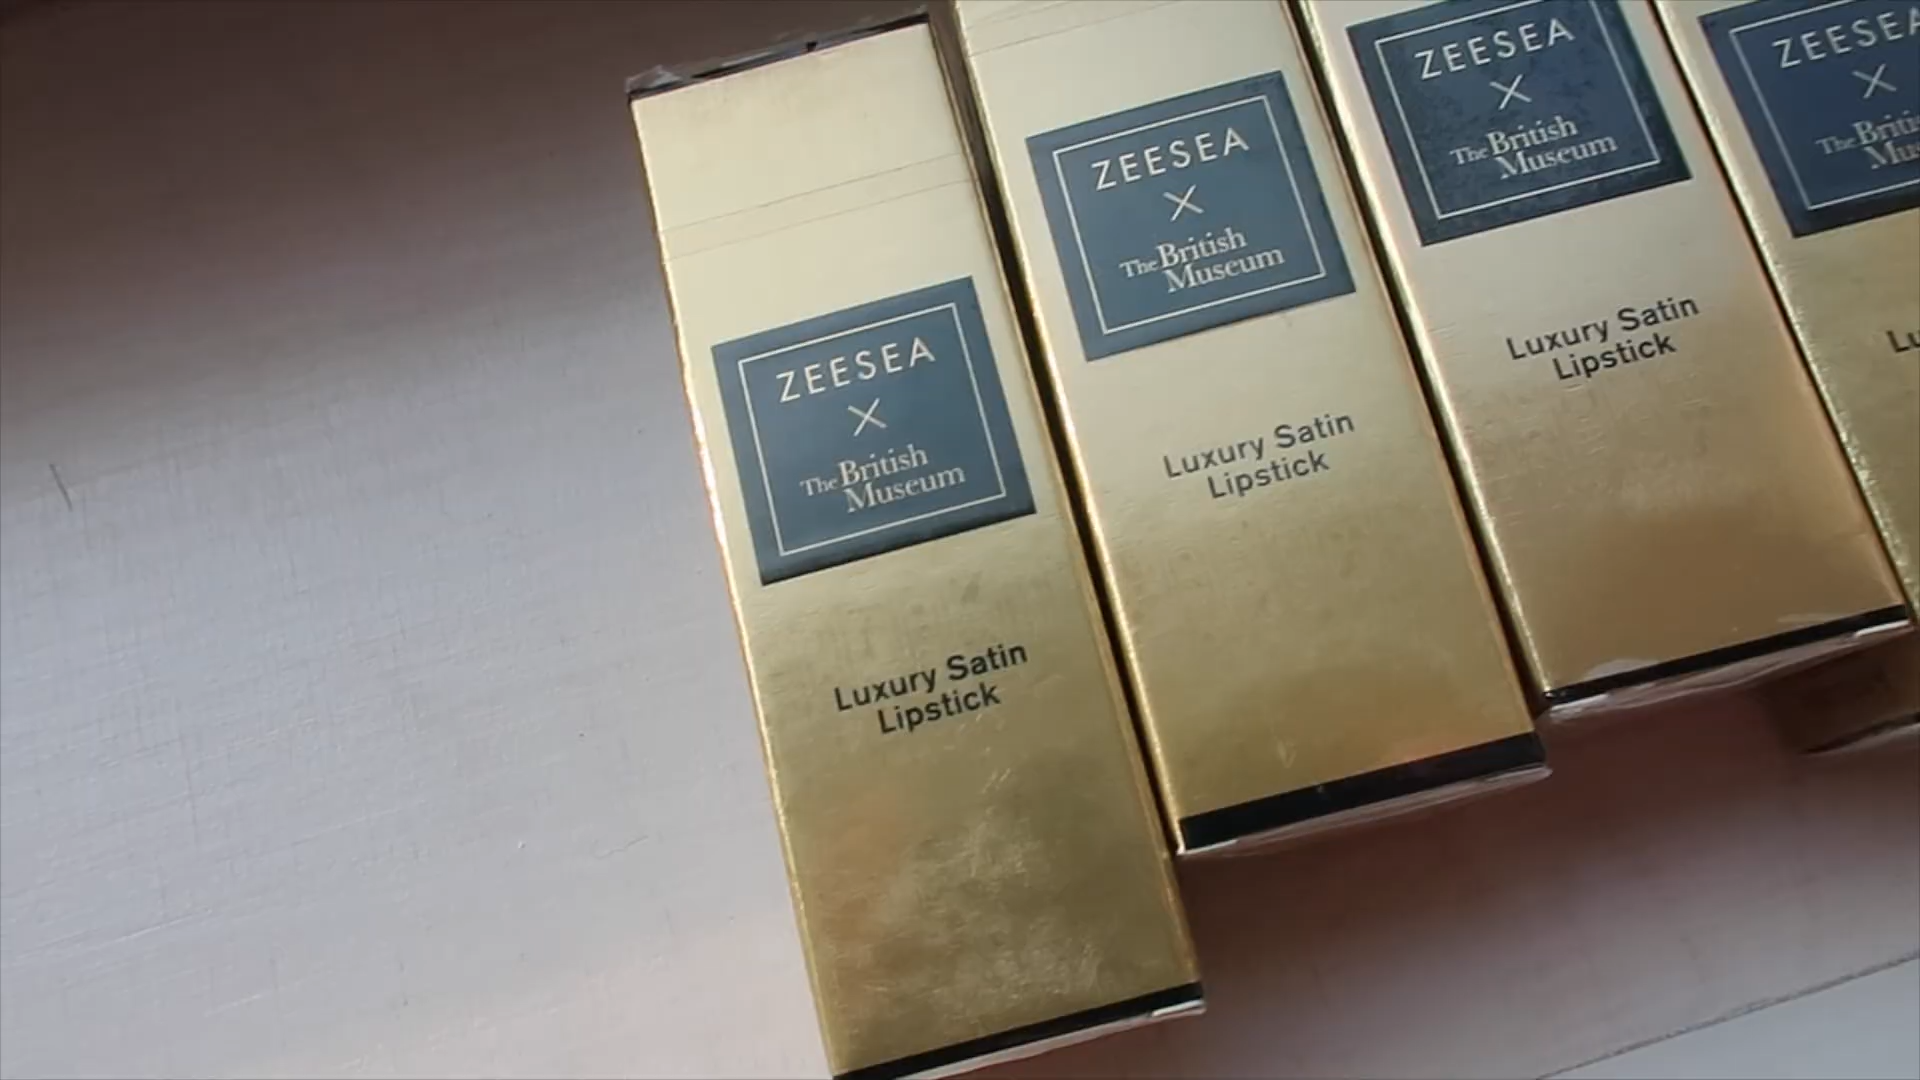 ZEESEA
X
The British
Museum
Luxury Satin
Lipstick
ZEESEA
X
The British
Museum
Luxury Satin
Lipstick
ZEESEA
X
The British
Museum
Luxury Satin
Lipstick
ZEESEA
X
The